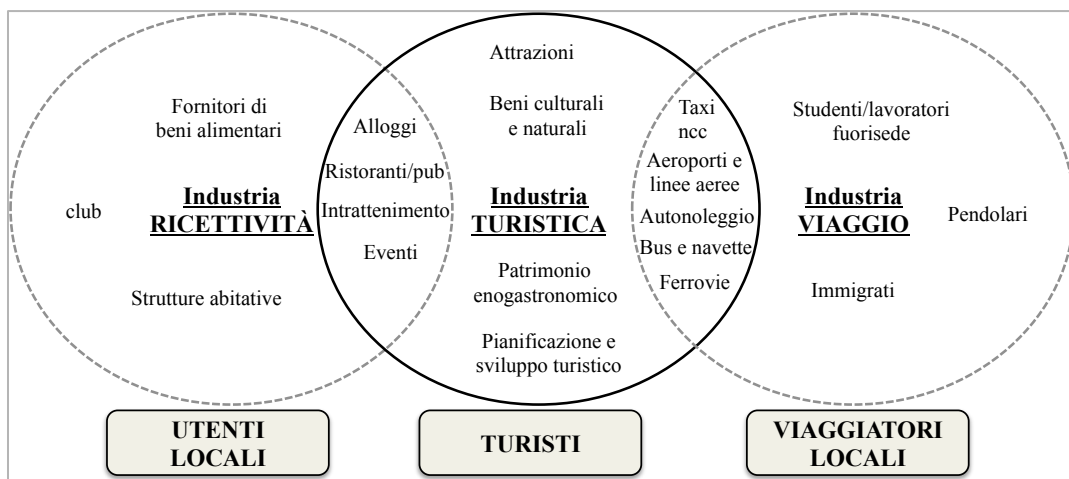 Attrazioni
Fornitori di
beni alimentari
Alloggi
Beni culturali
e naturali
Taxi
ncc
Studenti/lavoratori
fuorisede
Ristoranti/pub
Aeroporti e
linee aeree
club
Industria
RICETTIVITÀ
Intrattenimento
Industria
TURISTICA
Autonoleggio
Industria
VIAGGIO
Pendolari
Eventi
Bus e navette
Strutture abitative
Patrimonio
enogastronomico
Ferrovie
Immigrati
Pianificazione e
sviluppo turistico
UTENTI
LOCALI
TURISTI
VIAGGIATORI
LOCALI